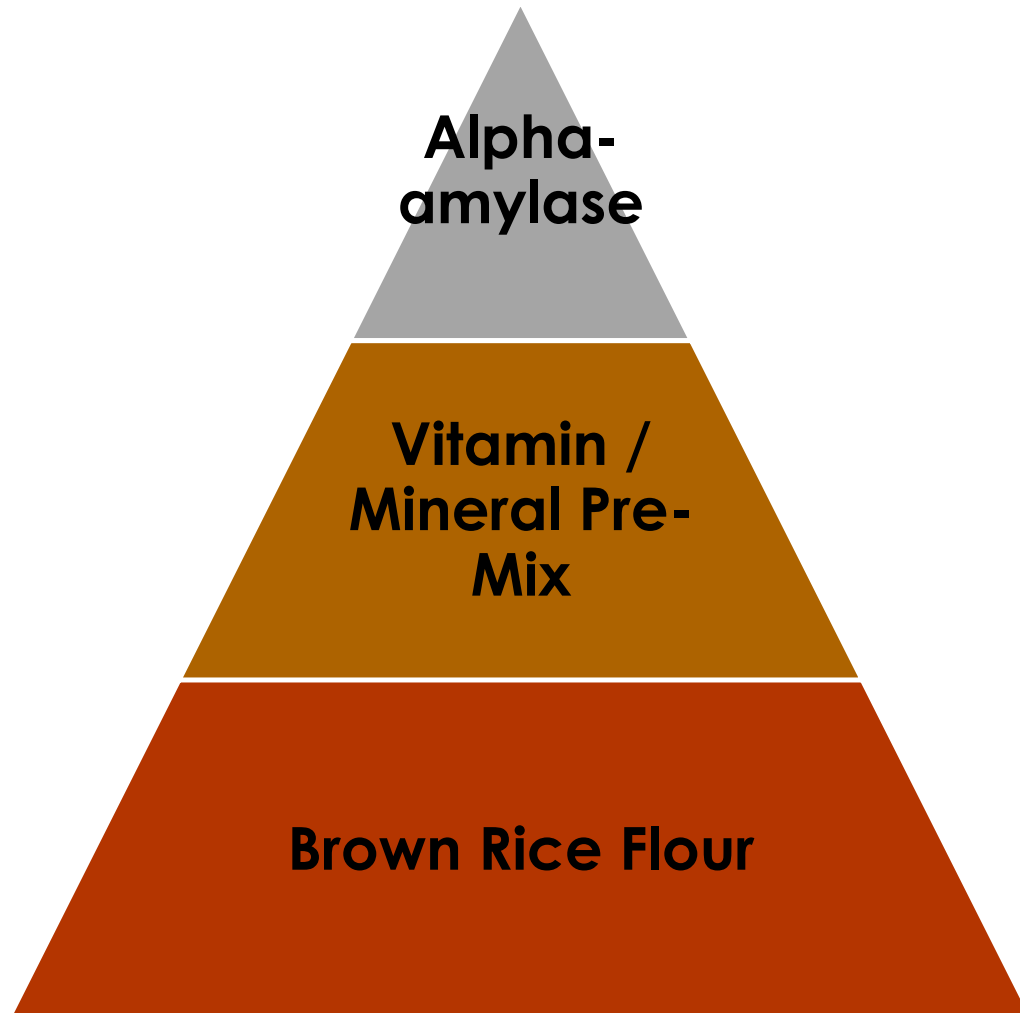 Alpha-
amylase
Vitamin /
Mineral Pre-
Mix
Brown Rice Flour